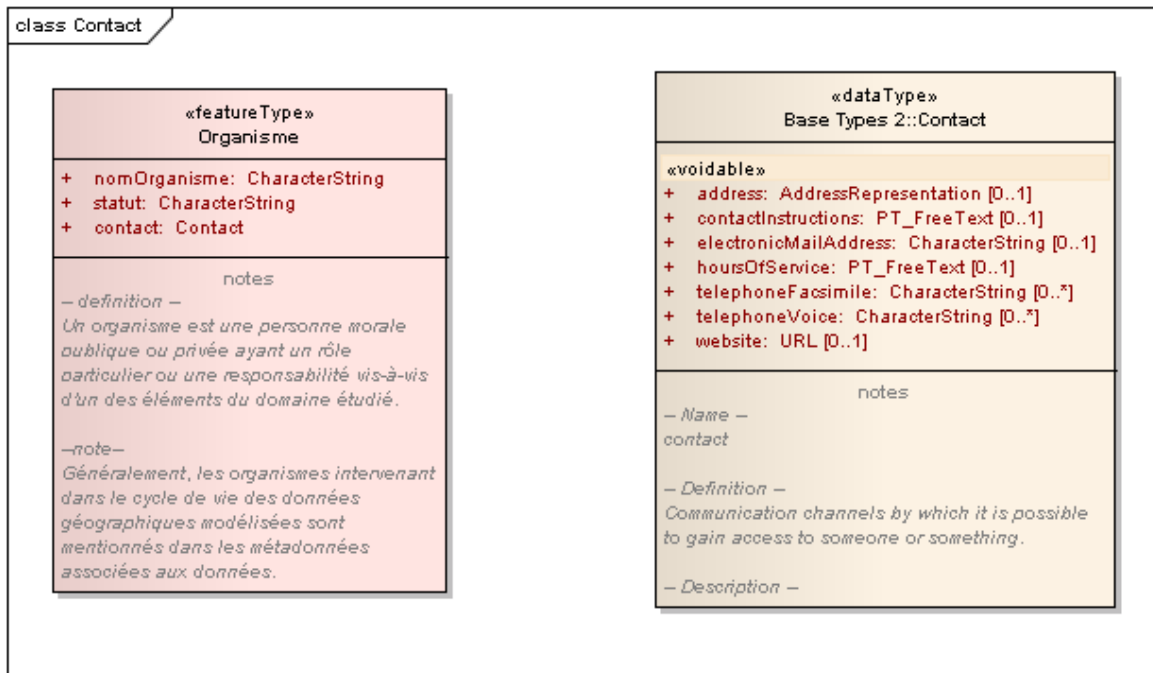 class Contact
«featureType»
Organisme
+ nomOrganisme: CharacterString
+ statut: CharacterString
+ contact: Contact
notes
-- definition --
Un organisme est une personne morale
publique ou privée ayant un rôle
particulier ou une responsabilité vis-à-vis
d'un des éléments du domaine étudié.
--note--
Généralement, les organismes intervenant
dans le cycle de vie des données
géographiques modélisées sont
mentionnés dans les métadonnées
associées aux données.
«dataType»
Base Types 2::Contact
«voidable»
+ address: AddressRepresentation [0..1]
+ contactInstructions: PT_FreeText [0..1]
+ electronicMailAddress: CharacterString [0..1]
+ hoursOfService: PT_FreeText [0..1]
+ telephoneFacsimile: CharacterString [0..*]
+ telephoneVoice: CharacterString [0..*]
+ website: URL [0..1]
notes
-- Name --
contact
-- Definition --
Communication channels by which it is possible
to gain access to someone or something.
-- Description --